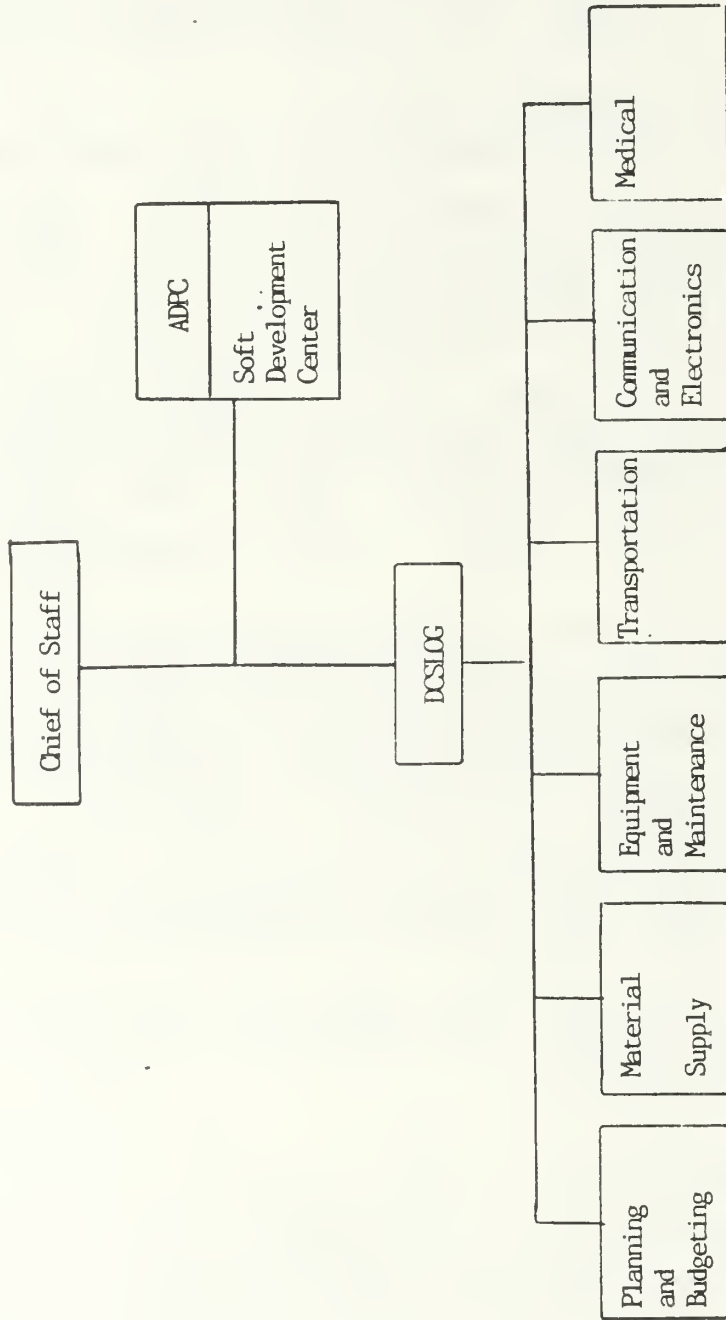 Chief of Staff
ADPC
Soft
Development
Center
DCSLOG
Planning
and
Budgeting
Material
Supply
Equipment
and
Maintenance
Transportation
Communication
and
Electronics
Medical